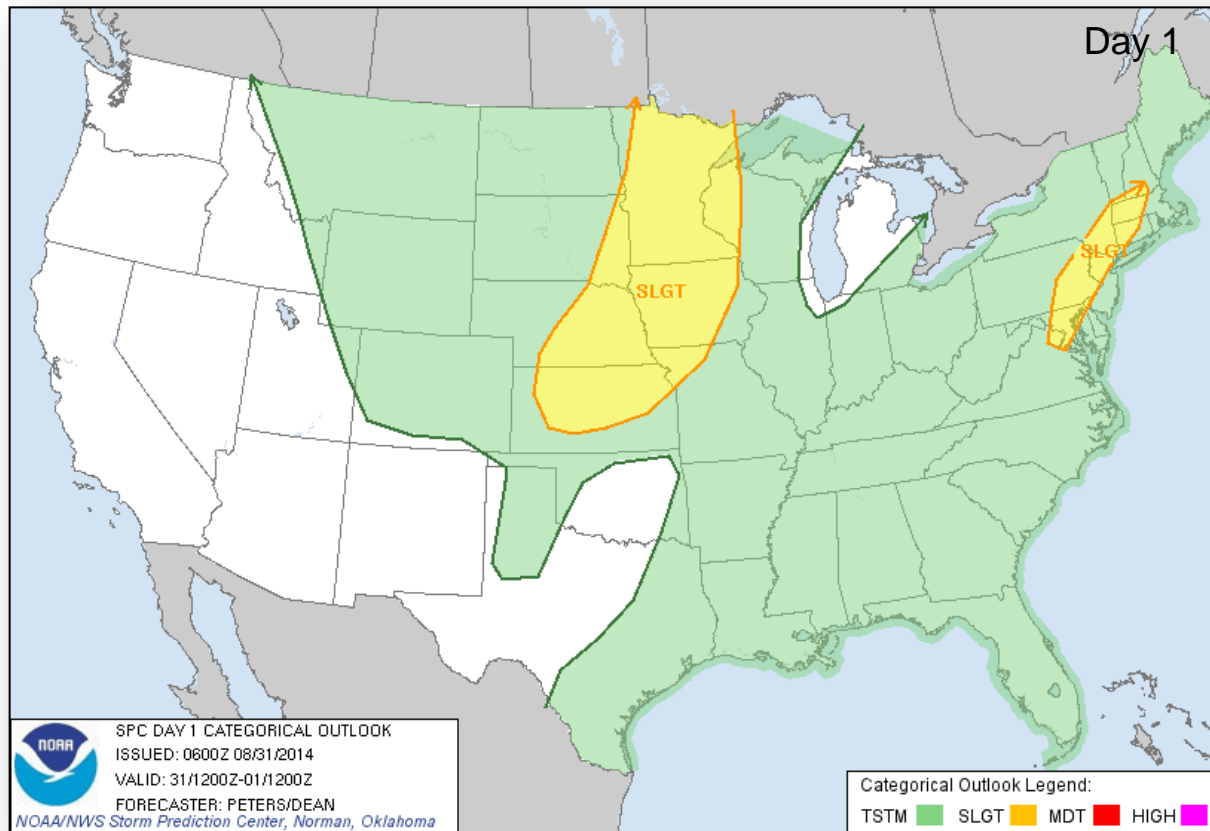 Day 1
SLGT
SLGT
NOAA
SPC DAY 1 CATEGORICAL OUTLOOK
ISSUED: 0600Z 08/31/2014
VALID: 31/1200Z-01/1200Z
FORECASTER: PETERS/DEAN
NOAA/NWS Storm Prediction Center, Norman, Oklahoma
Categorical Outlook Legend:
TSTM SLGT MDT HIGH